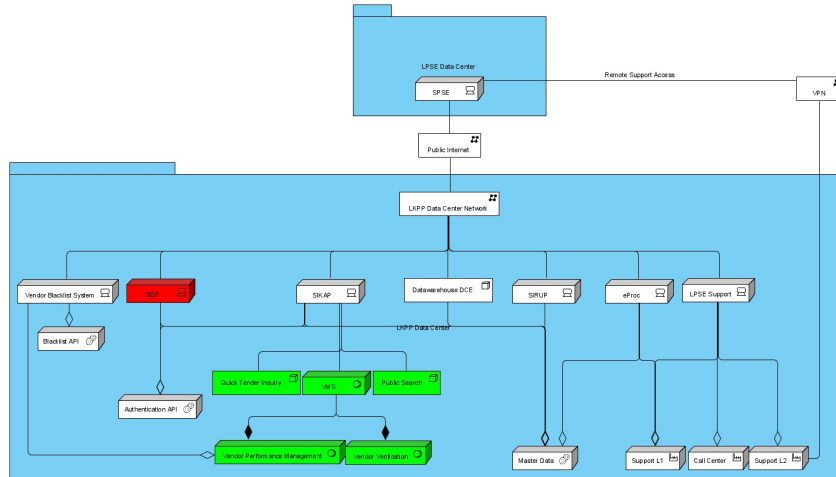 LPSE Data Center
Remote Support Access
SPSE
VPN
Public Internet
LKPP Data Center Network
Vendor Blacklist System
ADP
SIKAP
Datawarehouse DCE
SIRUP
eProc
LPSE Support
LKPP Data Center
Blacklist API
Quick Tender Inquiry
VMS
Public Search
Authentication API
Vendor Performance Management
Vendor Verification
Master Data
Support L1
Call Center
Support L2